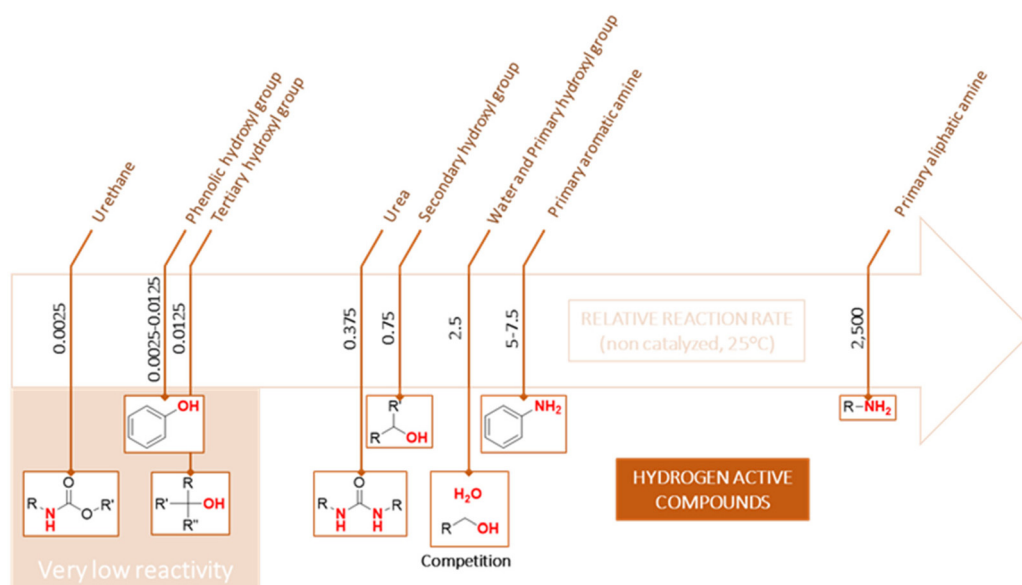 Urethane
Phenolic hydroxyl group
Tertiary hydroxyl group
Urea
Secondary hydroxyl group
Water and Primary hydroxyl group
Primary aromatic amine
Primary aliphatic amine
0.0025
0.0025-0.0125
0.0125
0.375
0.75
2.5
5-7.5
2,500
RELATIVE REACTION RATE
(non catalyzed, 25ºC)
OH
R'
R
OH
NH₂
R-NH₂
R
N
H
O
O
R'
R
R'
OH
R"
O
R
N
H
N
H
R
H₂O
R
OH
HYDROGEN ACTIVE
COMPOUNDS
Competition
Very low reactivity